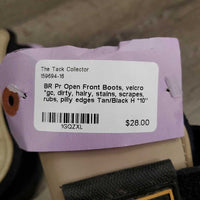 The Tack Collector
159694-16
BR Pr Open Front Boots, velcro
*gc, dirty, hairy, stains, scrapes,
rubs, pilly edges Tan/Black H "10"
$28.00
1GQZXL